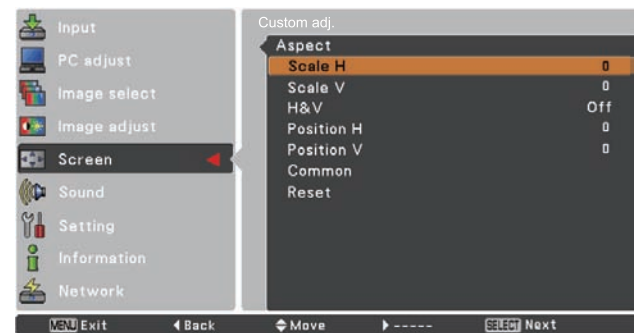 Input
PC adjust
Image select
Image adjust
Screen
Sound
Setting
Information
Network
Custom adj.
Aspect
Scale H 0
Scale V 0
H&V Off
Position H 0
Position V 0
Common
Reset
MENU Exit Back Move ----- SELECT Next